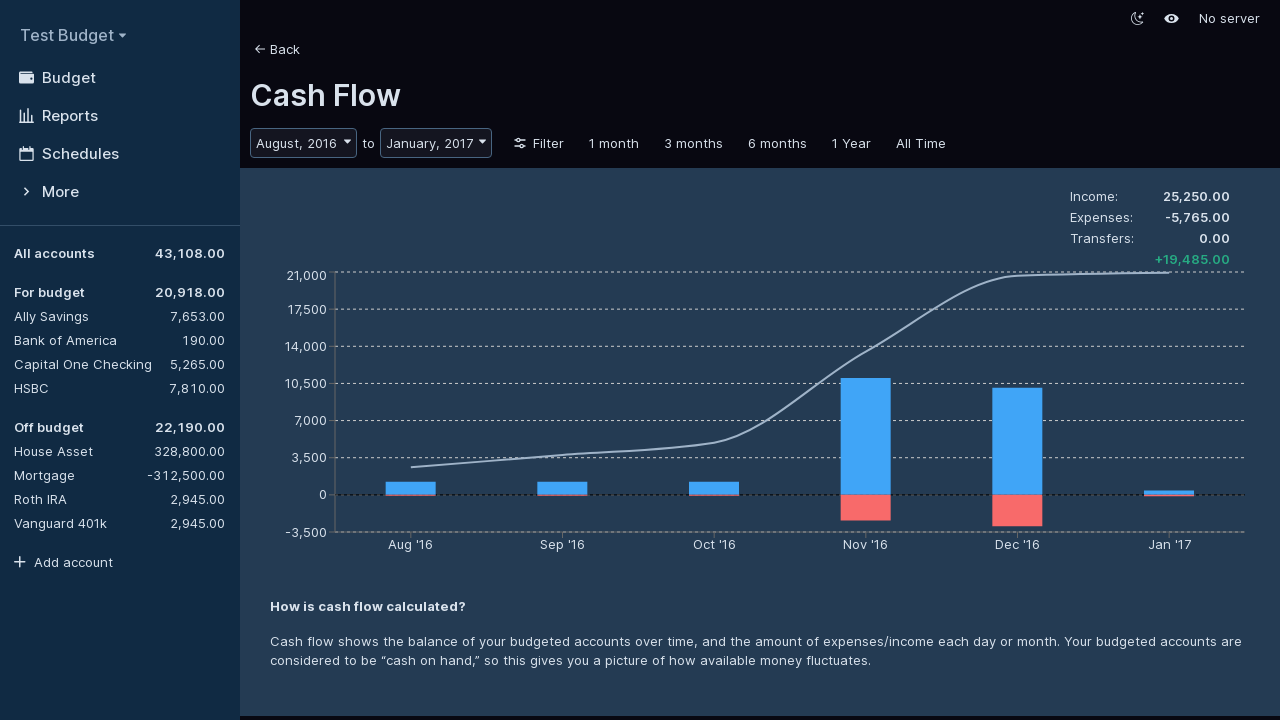 Test Budget
Budget
Reports
Schedules
More
All accounts 43,108.00
For budget 20,918.00
Ally Savings 7,653.00
Bank of America 190.00
Capital One Checking 5,265.00
HSBC 7,810.00
Off budget 22,190.00
House Asset 328,800.00
Mortgage -312,500.00
Roth IRA 2,945.00
Vanguard 401k 2,945.00
Add account
No server
Back
Cash Flow
August, 2016 to January, 2017 Filter 1 month 3 months 6 months 1 Year All Time
Income: 25,250.00
Expenses: -5,765.00
Transfers: 0.00
+19,485.00
21,000
17,500
14,000
10,500
7,000
3,500
0
-3,500
Aug '16 Sep '16 Oct '16 Nov '16 Dec '16 Jan '17
How is cash flow calculated?
Cash flow shows the balance of your budgeted accounts over time, and the amount of expenses/income each day or month. Your budgeted accounts are
considered to be “cash on hand,” so this gives you a picture of how available money fluctuates.